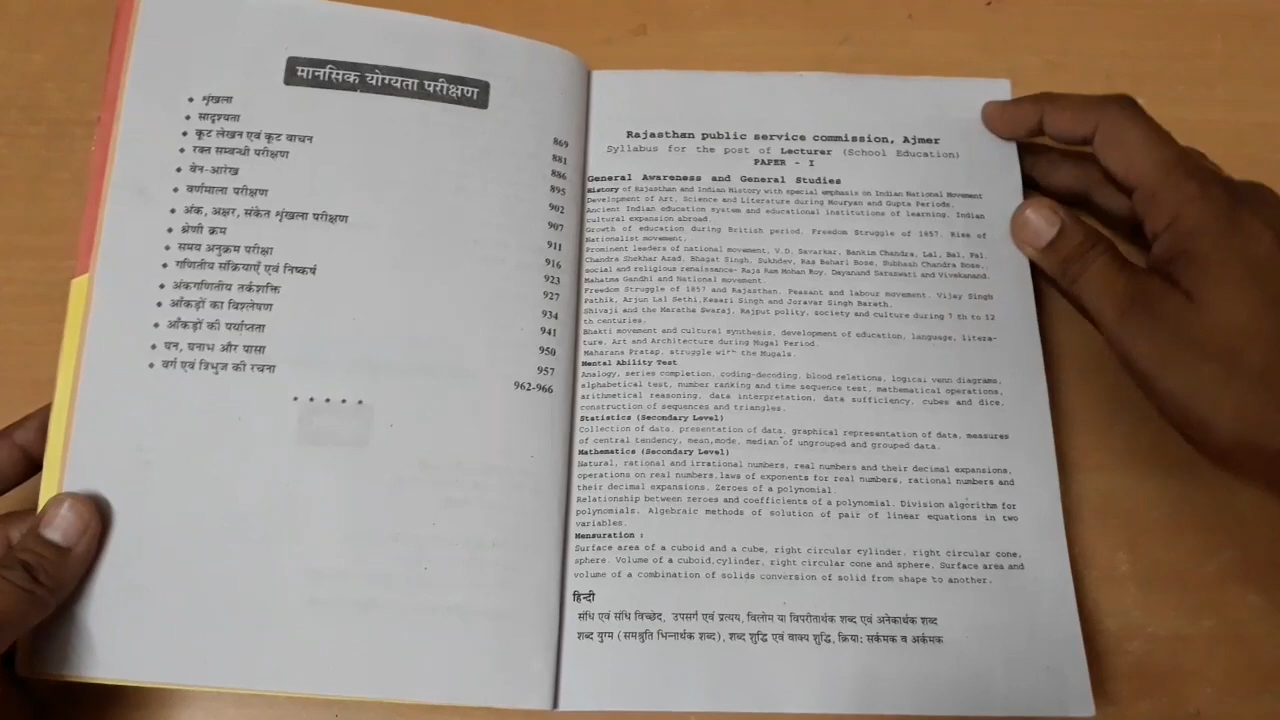 मानसिक योग्यता परीक्षण
• शृंखला 869
• सादृश्यता 881
• कूट लेखन एवं कूट वाचन 886
• रक्त सम्बन्धी परीक्षण 895
• वेन-आरेख 902
• वर्णमाला परीक्षण 907
• अंक, अक्षर, संकेत शृंखला परीक्षण 911
• श्रेणी क्रम 916
• समय अनुक्रम परीक्षा 923
• गणितीय संक्रियाएँ एवं निष्कर्ष 927
• अंकगणितीय तर्कशक्ति 934
• आँकड़ों का विश्लेषण 941
• आँकड़ों की पर्याप्तता 950
• घन, घनाभ और पासा 957
• वर्ग एवं त्रिभुज की रचना 962-966
* * * * *
Rajasthan public service commission, Ajmer
Syllabus for the post of Lecturer (School Education)
PAPER - I
General Awareness and General Studies
History of Rajasthan and Indian History with special emphasis on Indian National Movement
Development of Art, Science and Literature during Mouryan and Gupta Periods.
Ancient Indian education system and educational institutions of learning. Indian
cultural expansion abroad.
Growth of education during British period. Freedom Struggle of 1857. Rise of
Nationalist movement.
Prominent leaders of national movement. V.D. Savarkar, Bankim Chandra, Lal, Bal, Pal,
Chandra Shekhar Azad, Bhagat Singh, Sukhdev, Ras Behari Bose, Subhash Chandra Bose.
social and religious renaissance- Raja Ram Mohan Roy, Dayanand Saraswati and Vivekanand.
Mahatma Gandhi and National movement.
Freedom Struggle of 1857 and Rajasthan. Peasant and labour movement. Vijay Singh
Pathik, Arjun Lal Sethi,Kesari Singh and Joravar Singh Barath.
Shivaji and the Maratha Swaraj. Rajput polity, society and culture during 7 th to 12
th centuries.
Bhakti movement and cultural synthesis, development of education, language, litera-
ture, Art and Architecture during Mugal Period.
Maharana Pratap, struggle with the Mugals.
Mental Ability Test
Analogy, series completion, coding-decoding, blood relations, logical venn diagrams,
alphabetical test, number ranking and time sequence test, mathematical operations,
arithmetical reasoning, data interpretation, data sufficiency, cubes and dice,
construction of sequences and triangles.
Statistics (Secondary Level)
Collection of data, presentation of data, graphical representation of data, measures
of central tendency, mean,mode, median of ungrouped and grouped data.
Mathematics (Secondary Level)
Natural, rational and irrational numbers, real numbers and their decimal expansions,
operations on real numbers,laws of exponents for real numbers, rational numbers and
their decimal expansions. Zeroes of a polynomial.
Relationship between zeroes and coefficients of a polynomial. Division algorithm for
polynomials. Algebraic methods of solution of pair of linear equations in two
variables.
Mensuration :
Surface area of a cuboid and a cube, right circular cylinder, right circular cone,
sphere. Volume of a cuboid,cylinder, right circular cone and sphere. Surface area and
volume of a combination of solids conversion of solid from shape to another.
हिन्दी
संधि एवं संधि विच्छेद, उपसर्ग एवं प्रत्यय, विलोम या विपरीतार्थक शब्द एवं अनेकार्थक शब्द
शब्द युग्म (समश्रुति भिन्नार्थक शब्द), शब्द शुद्धि एवं वाक्य शुद्धि, क्रिया: सर्कमक व अर्कमक